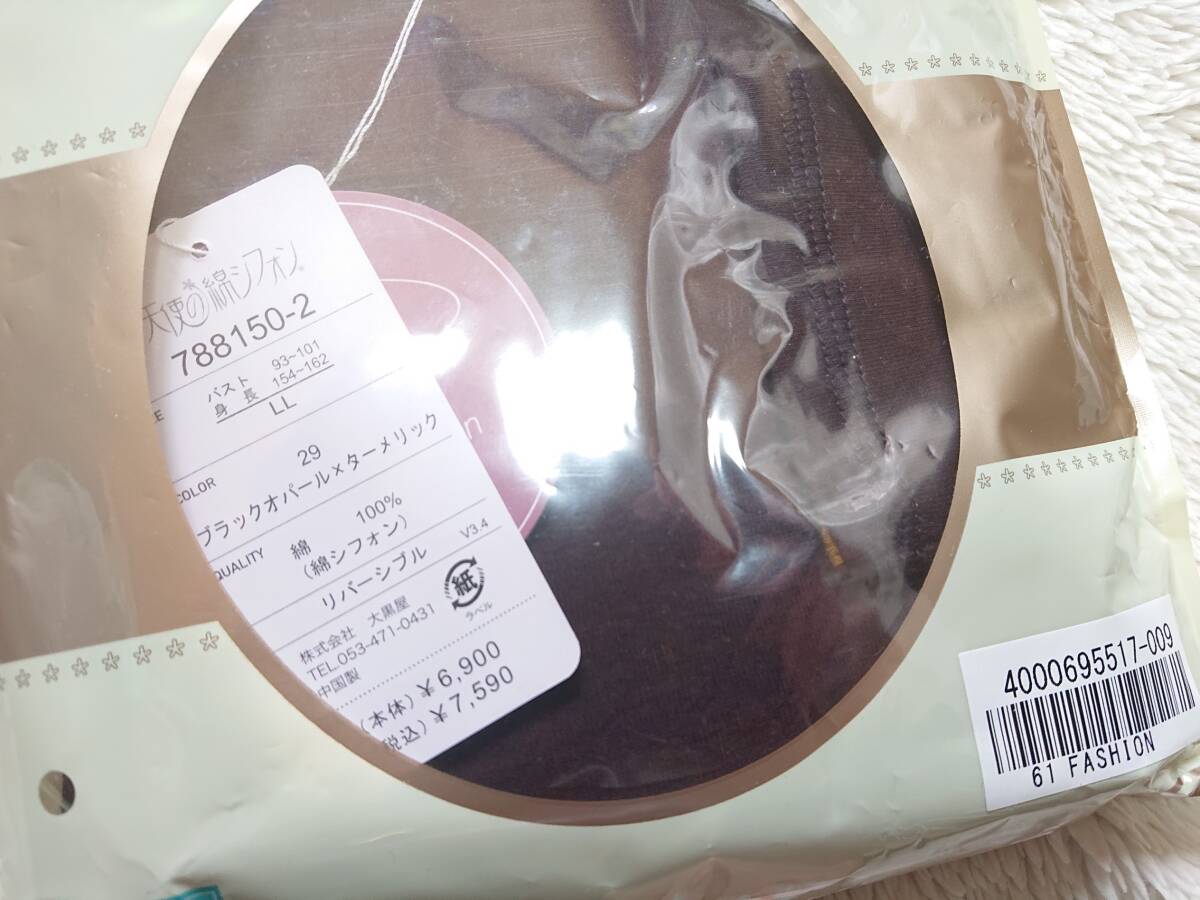 天使の綿シフォン®
788150-2
バスト 93~101
身長 154~162
LL
COLOR 29
ブラックオパール×ターメリック
QUALITY 綿 100%
(綿シフォン)
リバーシブル V3.4
株式会社 大黒屋
TEL.053-471-0431
中国製
紙
ラベル
(本体) ¥6,900
税込) ¥7,590
4000695517-009
61 FASHION